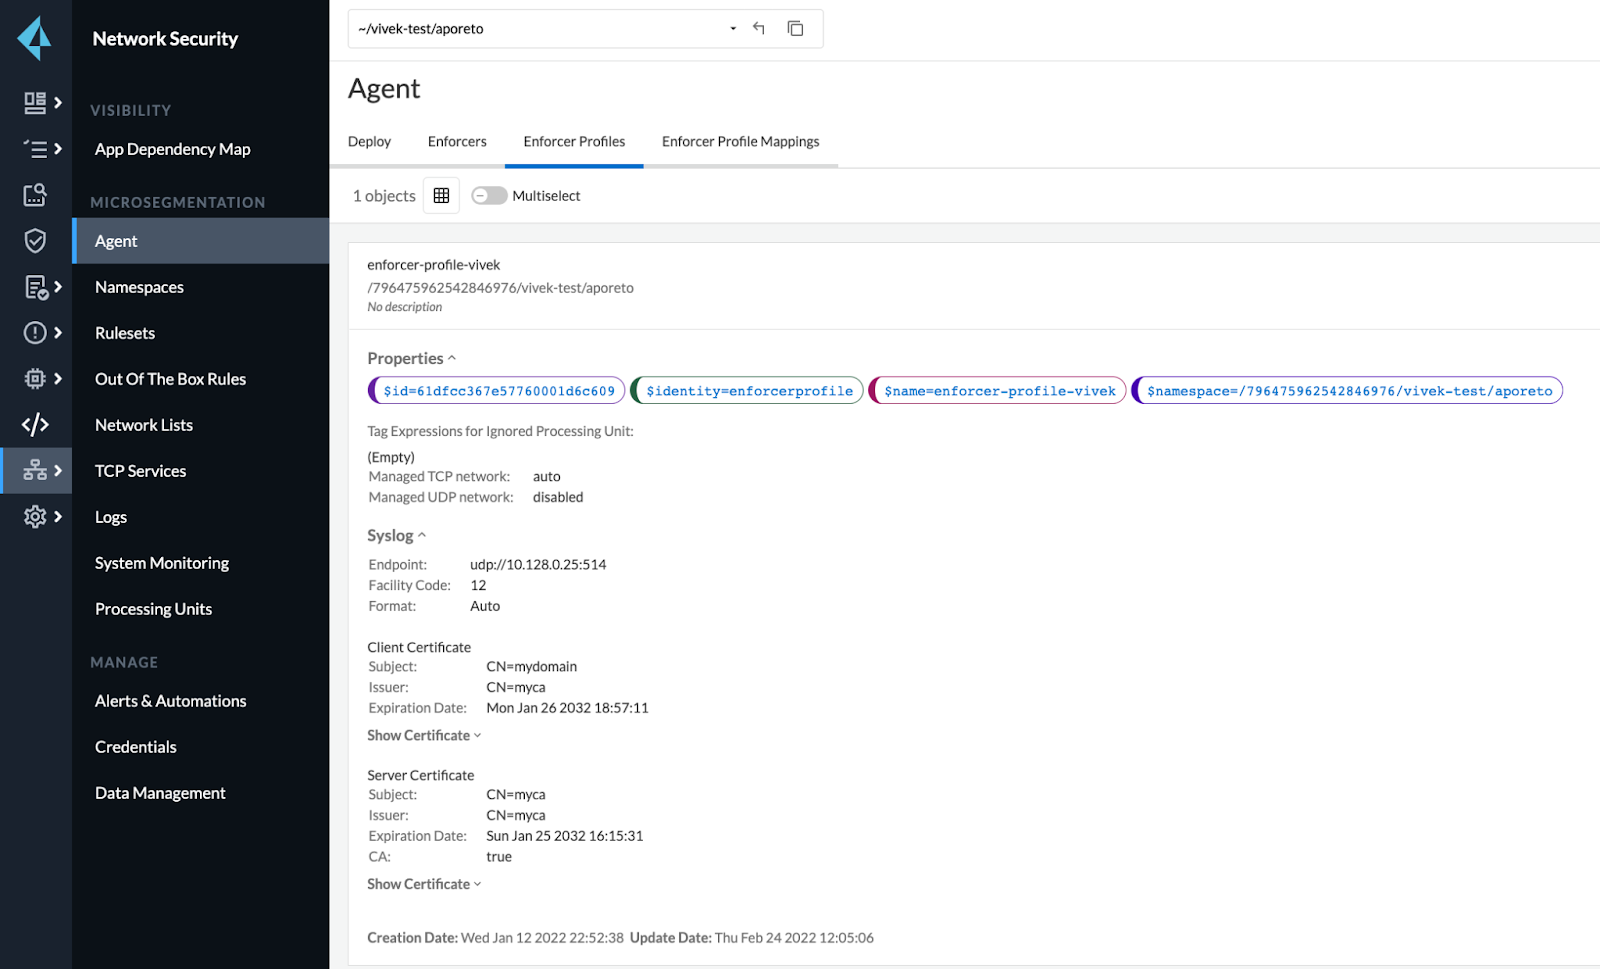 Network Security
VISIBILITY
App Dependency Map
MICROSEGMENTATION
Agent
Namespaces
Rulesets
Out Of The Box Rules
Network Lists
TCP Services
Logs
System Monitoring
Processing Units
MANAGE
Alerts & Automations
Credentials
Data Management
~/vivek-test/aporeto
Agent
Deploy Enforcers Enforcer Profiles Enforcer Profile Mappings
1 objects Multiselect
enforcer-profile-vivek
/796475962542846976/vivek-test/aporeto
No description
Properties
$id=61dfcc367e57760001d6c609 $identity=enforcerprofile $name=enforcer-profile-vivek $namespace=/796475962542846976/vivek-test/aporeto
Tag Expressions for Ignored Processing Unit:
(Empty)
Managed TCP network: auto
Managed UDP network: disabled
Syslog
Endpoint: udp://10.128.0.25:514
Facility Code: 12
Format: Auto
Client Certificate
Subject: CN=mydomain
Issuer: CN=myca
Expiration Date: Mon Jan 26 2032 18:57:11
Show Certificate
Server Certificate
Subject: CN=myca
Issuer: CN=myca
Expiration Date: Sun Jan 25 2032 16:15:31
CA: true
Show Certificate
Creation Date: Wed Jan 12 2022 22:52:38 Update Date: Thu Feb 24 2022 12:05:06